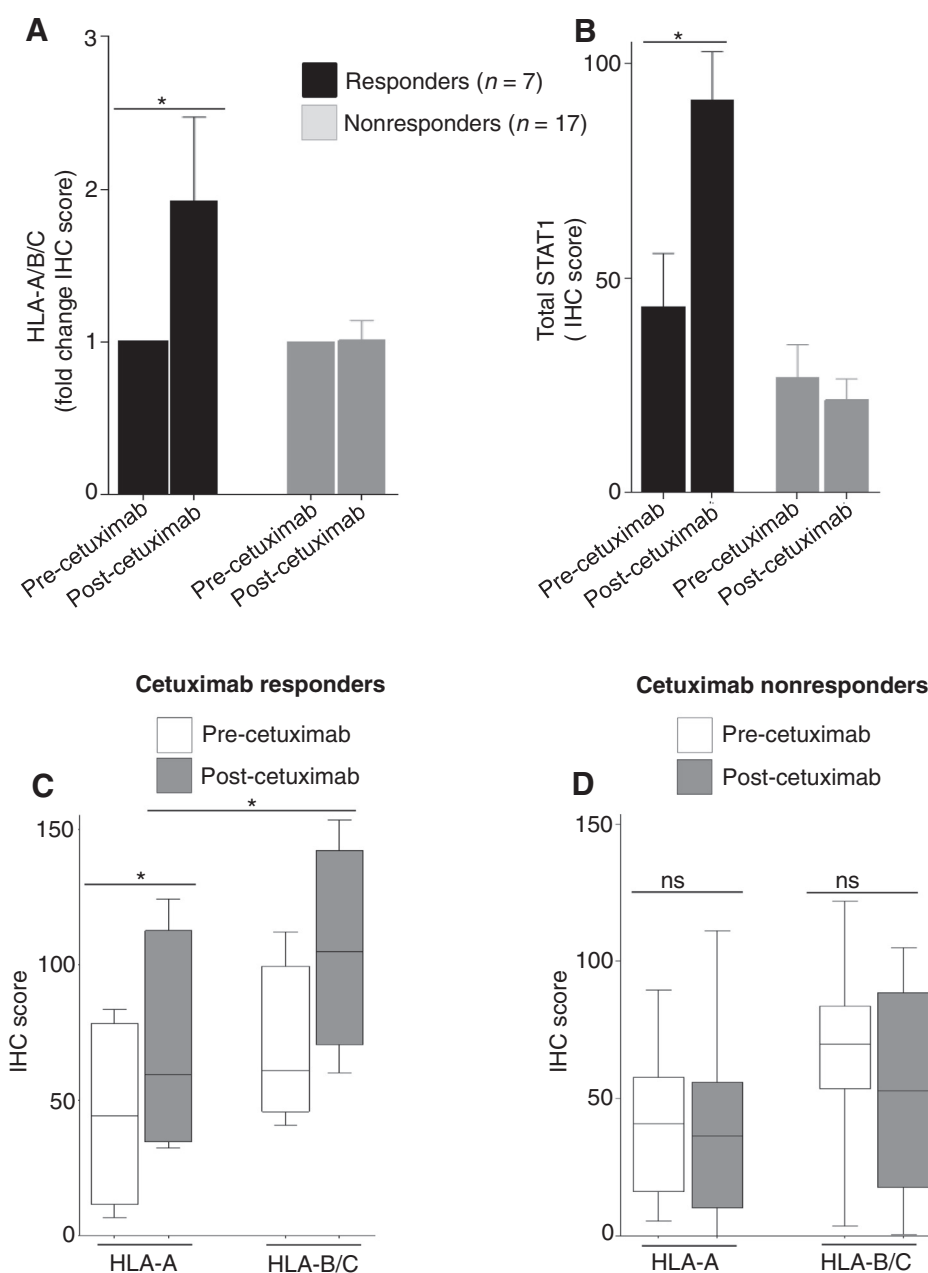 A
HLA-A/B/C
(fold change IHC score)
3
2
1
0
*
Responders (n = 7)
Nonresponders (n = 17)
Pre-cetuximab
Post-cetuximab
Pre-cetuximab
Post-cetuximab
B
Total STAT1
( IHC score)
100
50
0
*
Pre-cetuximab
Post-cetuximab
Pre-cetuximab
Post-cetuximab
Cetuximab responders
Pre-cetuximab
Post-cetuximab
C
IHC score
150
100
50
0
*
*
HLA-A
HLA-B/C
Cetuximab nonresponders
Pre-cetuximab
Post-cetuximab
D
IHC score
150
100
50
0
ns
ns
HLA-A
HLA-B/C